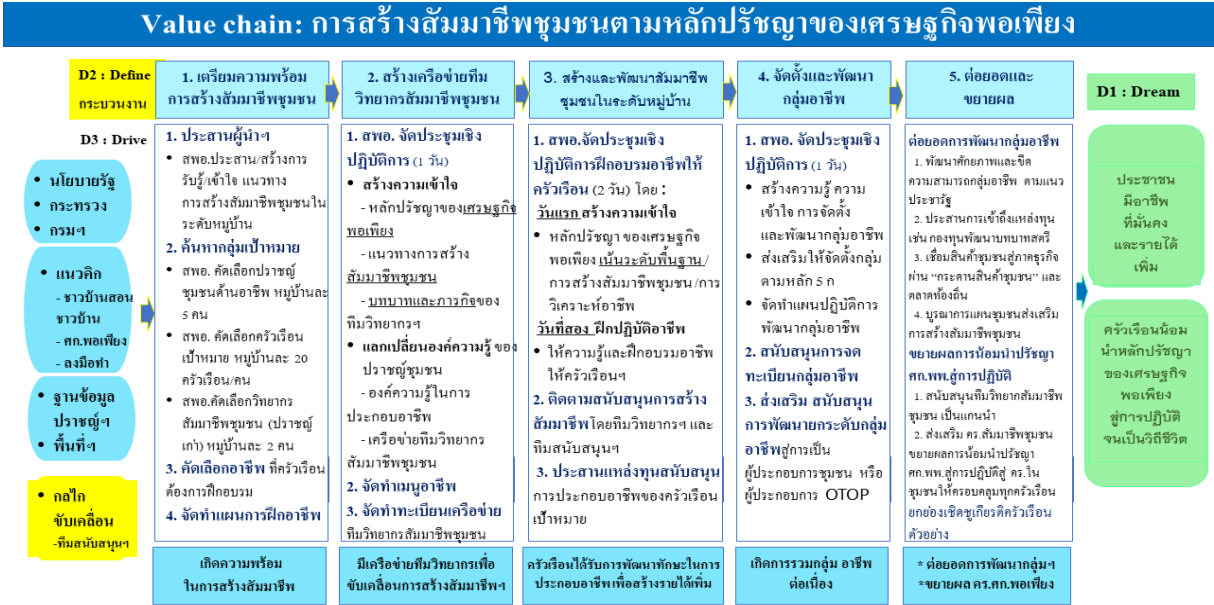 Value chain: การสร้างสัมมาชีพชุมชนตามหลักปรัชญาของเศรษฐกิจพอเพียง
D2 : Define
กระบวนงาน
1. เตรียมความพร้อม
การสร้างสัมมาชีพชุมชน
2. สร้างเครือข่ายทีม
วิทยากรสัมมาชีพชุมชน
3. สร้างและพัฒนาสัมมาชีพ
ชุมชนในระดับหมู่บ้าน
4. จัดตั้งและพัฒนา
กลุ่มอาชีพ
5. ต่อยอดและ
ขยายผล
D1 : Dream
D3 : Drive
• นโยบายรัฐ
• กระทรวง
• กรมฯ
• แนวคิด
- ชาวบ้านสอน
ชาวบ้าน
- ศก.พอเพียง
- ลงมือทำ
• ฐานข้อมูล
ปราชญ์ฯ
• พื้นที่ฯ
• กลไก
ขับเคลื่อน
-ทีมสนับสนุนฯ
1. ประสานผู้นำฯ
• สพอ.ประสาน/สร้างการ
รับรู้/เข้าใจ แนวทาง
การสร้างสัมมาชีพชุมชนใน
ระดับหมู่บ้าน
2. ค้นหากลุ่มเป้าหมาย
• สพอ. คัดเลือกปราชญ์
ชุมชนด้านอาชีพ หมู่บ้านละ
5 คน
• สพอ. คัดเลือกครัวเรือน
เป้าหมาย หมู่บ้านละ 20
ครัวเรือน/คน
• สพอ.คัดเลือกวิทยากร
สัมมาชีพชุมชน (ปราชญ์
เก่า) หมู่บ้านละ 2 คน
3. คัดเลือกอาชีพ ที่ครัวเรือน
ต้องการฝึกอบรม
4. จัดทำแผนการฝึกอาชีพ
1. สพอ. จัดประชุมเชิง
ปฏิบัติการ (1 วัน)
• สร้างความเข้าใจ
- หลักปรัชญาของเศรษฐกิจ
พอเพียง
-แนวทางการสร้าง
สัมมาชีพชุมชน
- บทบาทและภารกิจของ
ทีมวิทยากรฯ
• แลกเปลี่ยนองค์ความรู้ ของ
ปราชญ์ชุมชน
-องค์ความรู้ในการ
ประกอบอาชีพ
-เครือข่ายทีมวิทยากร
สัมมาชีพชุมชน
2. จัดทำเมนูอาชีพ
3. จัดทำทะเบียนเครือข่าย
ทีมวิทยากรสัมมาชีพชุมชน
1. สพอ.จัดประชุมเชิง
ปฏิบัติการฝึกอบรมอาชีพให้
ครัวเรือน (2 วัน) โดย :
วันแรก สร้างความเข้าใจ
• หลักปรัชญา ของเศรษฐกิจ
พอเพียง เน้นระดับพื้นฐาน /
การสร้างสัมมาชีพชุมชน /การ
วิเคราะห์อาชีพ
วันที่สอง ฝึกปฏิบัติอาชีพ
• ให้ความรู้และฝึกอบรมอาชีพ
ให้ครัวเรือนฯ
2. ติดตามสนับสนุนการสร้าง
สัมมาชีพโดยทีมวิทยากรฯ และ
ทีมสนับสนุนฯ
3. ประสานแหล่งทุนสนับสนุน
การประกอบอาชีพของครัวเรือน
เป้าหมาย
1. สพอ. จัดประชุมเชิง
ปฏิบัติการ (1 วัน)
• สร้างความรู้ ความ
เข้าใจ การจัดตั้ง
และพัฒนากลุ่มอาชีพ
• ส่งเสริมให้จัดตั้งกลุ่ม
ตามหลัก 5 ก
• จัดทำแผนปฏิบัติการ
พัฒนากลุ่มอาชีพ
2. สนับสนุนการจด
ทะเบียนกลุ่มอาชีพ
3. ส่งเสริม สนับสนุน
การพัฒนายกระดับกลุ่ม
อาชีพสู่การเป็น
ผู้ประกอบการชุมชน หรือ
ผู้ประกอบการ OTOP
ต่อยอดการพัฒนากลุ่มอาชีพ
1. พัฒนาศักยภาพและขีด
ความสามารถกลุ่มอาชีพ ตามแนว
ประชารัฐ
2. ประสานการเข้าถึงแหล่งทุน
เช่น กองทุนพัฒนาบทบาทสตรี
3. เชื่อมสินค้าชุมชนสู่ภาคธุรกิจ
ผ่าน “กระดานสินค้าชุมชน” และ
ตลาดท้องถิ่น
4. บูรณาการแผนชุมชนส่งเสริม
การสร้างสัมมาชีพชุมชน
ขยายผลการน้อมนำปรัชญา
ศก.พพ.สู่การปฏิบัติ
1. สนับสนุนทีมวิทยากสัมมาชีพ
ชุมชน เป็นแกนนำ
2. ส่งเสริม คร.สัมมาชีพชุมชน
ขยายผลการน้อมนำปรัชญา
ศก.พพ.สู่การปฏิบัติสู่ คร.ใน
ชุมชนให้ครอบคลุมทุกครัวเรือน
ยกย่องเชิดชูเกียรติครัวเรือน
ตัวอย่าง
ประชาชน
มีอาชีพ
ที่มั่นคง
และรายได้
เพิ่ม
ครัวเรือนน้อม
นำหลักปรัชญา
ของเศรษฐกิจ
พอเพียง
สู่การปฏิบัติ
จนเป็นวิถีชีวิต
เกิดความพร้อม
ในการสร้างสัมมาชีพ
มีเครือข่ายทีมวิทยากรเพื่อ
ขับเคลื่อนการสร้างสัมมาชีพฯ
ครัวเรือนได้รับการพัฒนาทักษะในการ
ประกอบอาชีพเพื่อสร้างรายได้เพิ่ม
เกิดการรวมกลุ่ม อาชีพ
ต่อเนื่อง
* ต่อยอดการพัฒนากลุ่มฯ
*ขยายผล คร.ศก.พอเพียง